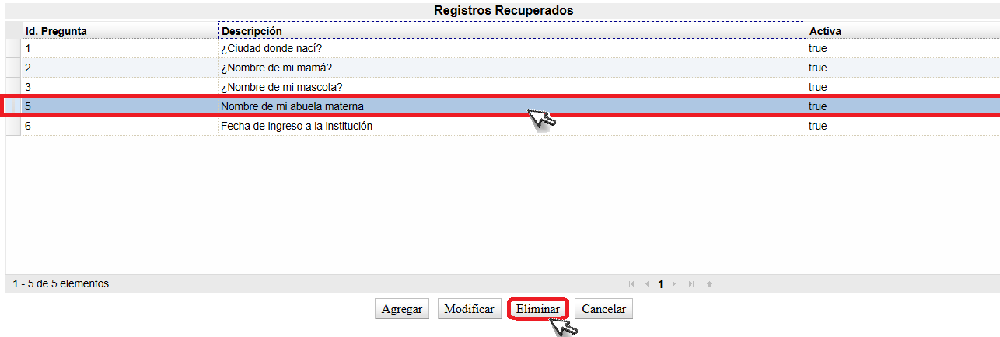 Registros Recuperados
Id. Pregunta Descripción Activa
1 ¿Ciudad donde nací? true
2 ¿Nombre de mi mamá? true
3 ¿Nombre de mi mascota? true
5 Nombre de mi abuela materna true
6 Fecha de ingreso a la institución true
1 - 5 de 5 elementos 1
Agregar Modificar Eliminar Cancelar